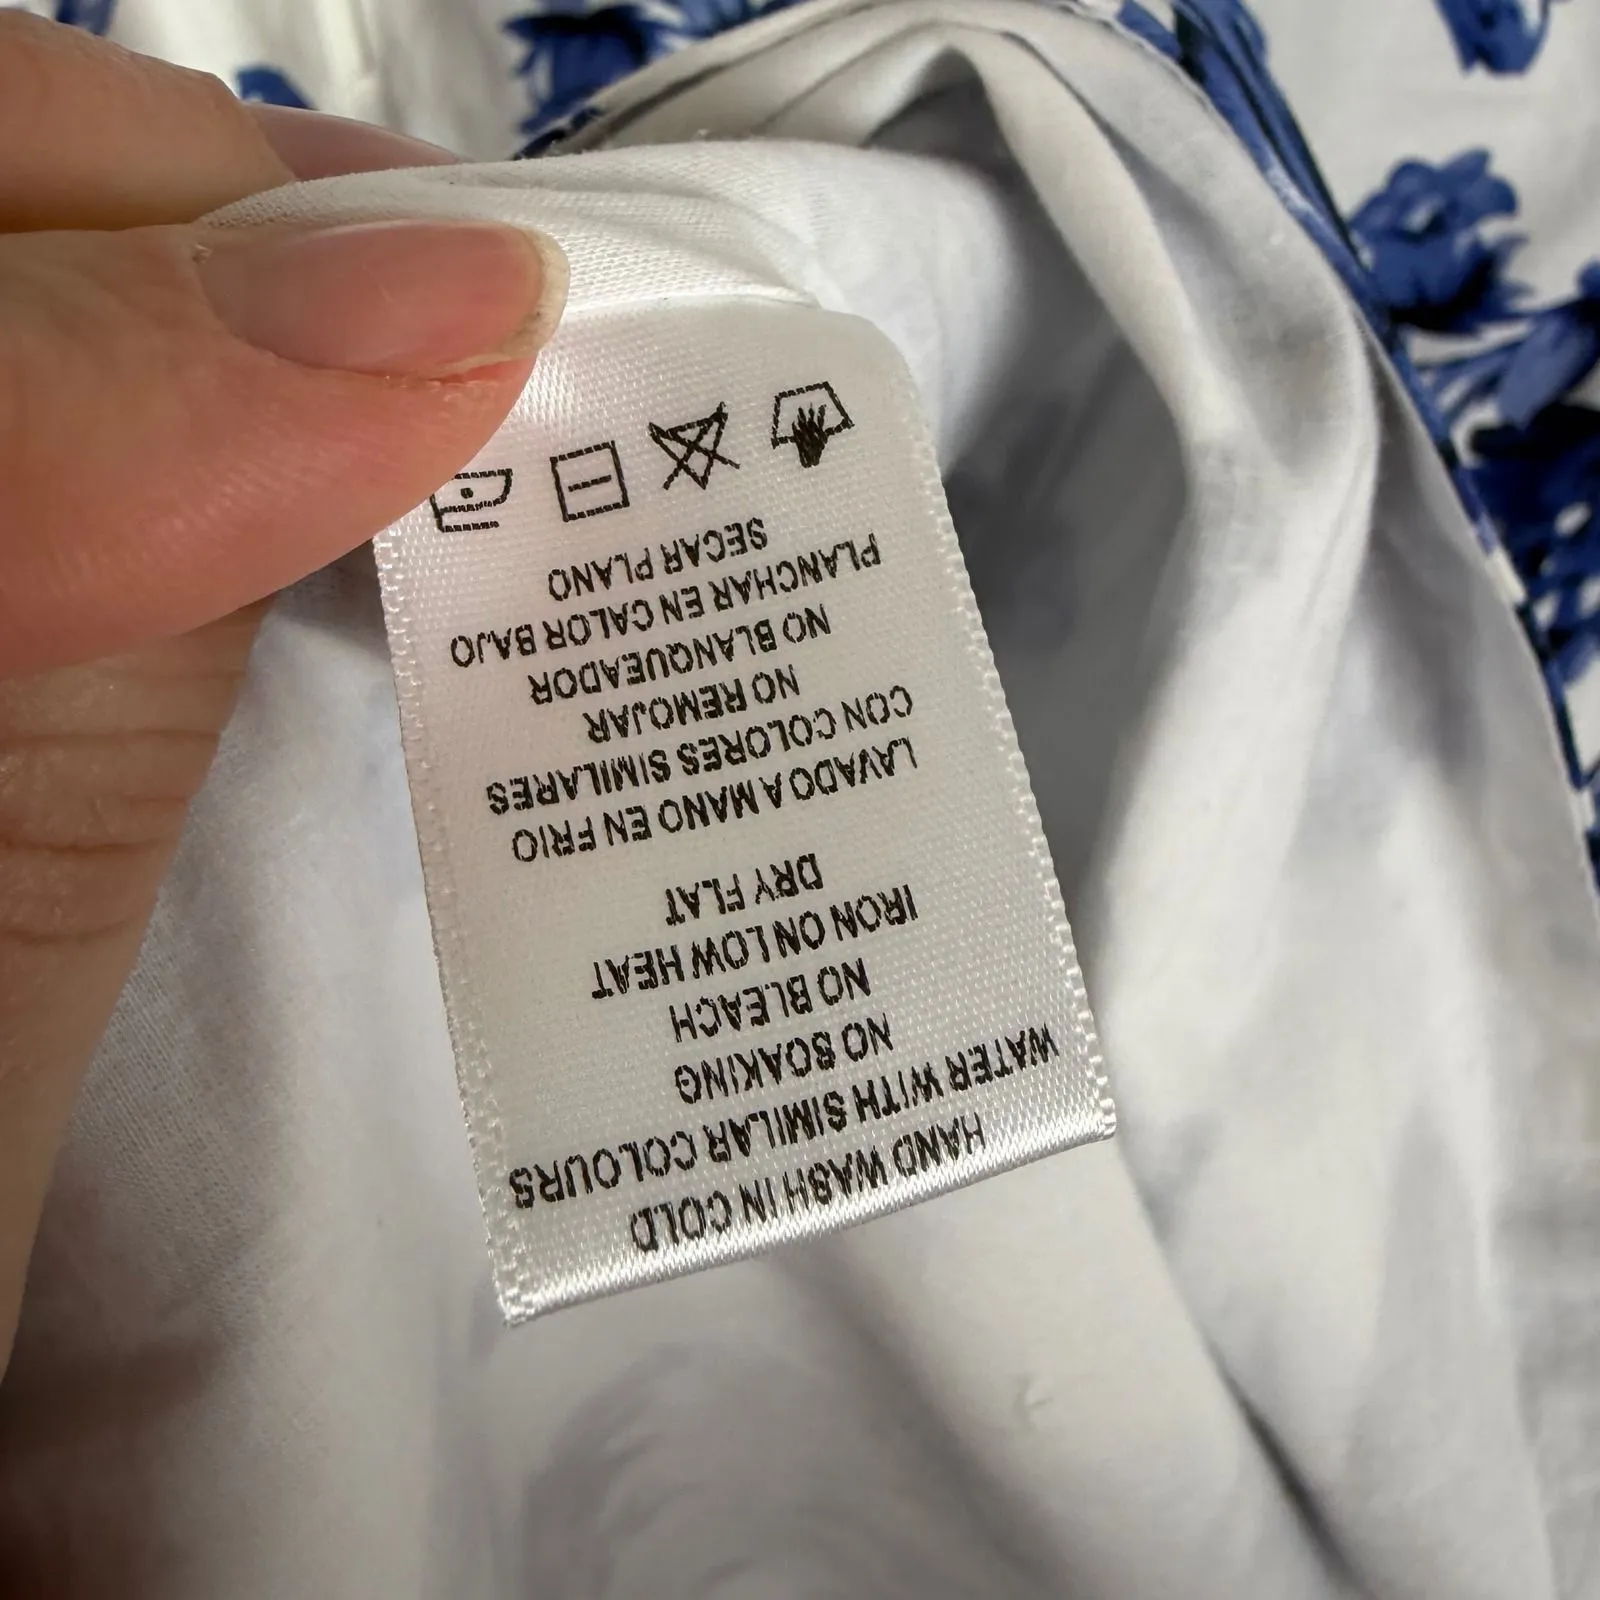 HAND WASH IN COLD
WATER WITH SIMILAR COLOURS
NO SOAKING
NO BLEACH
IRON ON LOW HEAT
DRY FLAT
LAVADO A MANO EN FRIO
CON COLORES SIMILARES
NO REMOJAR
NO BLANQUEADOR
PLANCHAR EN CALOR BAJO
SECAR PLANO